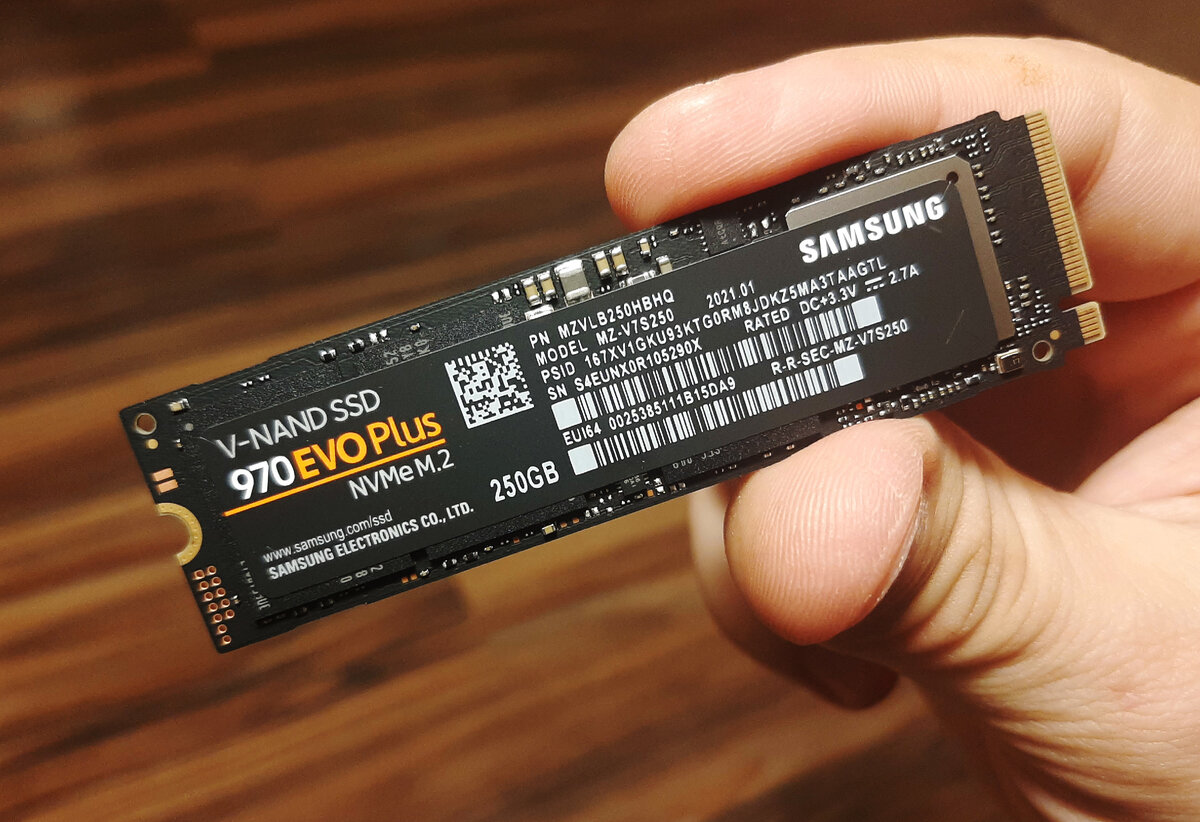 SAMSUNG
PN MZVLB250HBHQ 2021.01
MODEL MZ-V7S250
PSID 167XV1GKU93KTG0RM8JDKZ5MA3TAAGTL
SN S4EUNX0R105290X RATED DC+3.3V 2.7A
EUI64 0025385111B15DA9 R-R-SEC-MZ-V7S250
250GB
V-NAND SSD
970 EVO Plus
NVMe M.2
www.samsung.com/ssd
SAMSUNG ELECTRONICS CO., LTD.